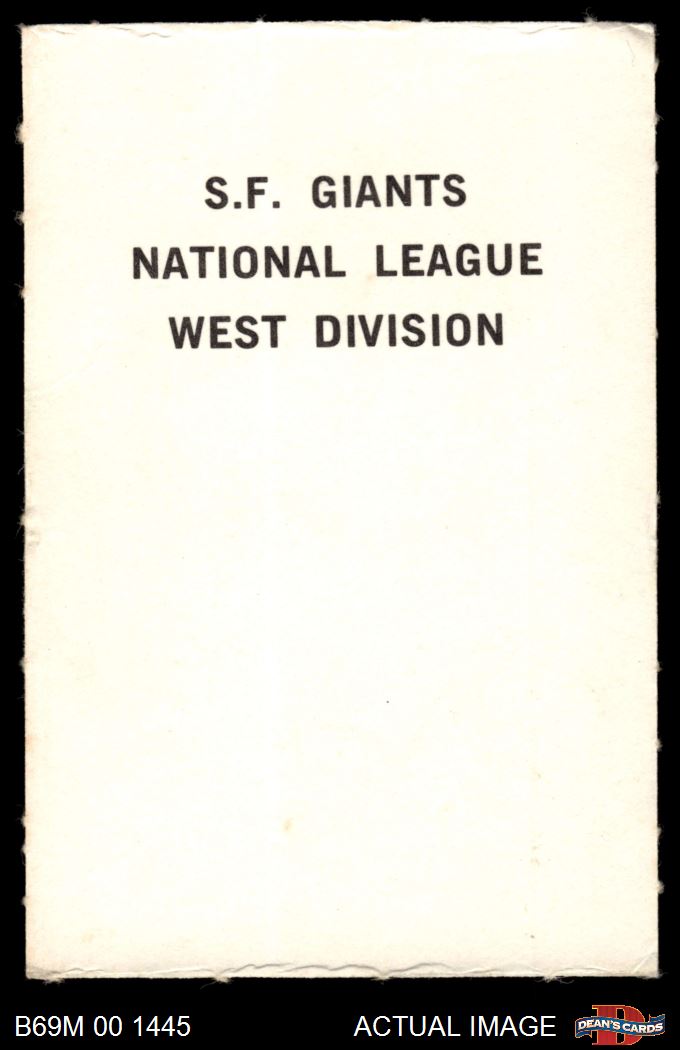 S.F. GIANTS
NATIONAL LEAGUE
WEST DIVISION
B69M 00 1445 ACTUAL IMAGE DEAN'S CARDS